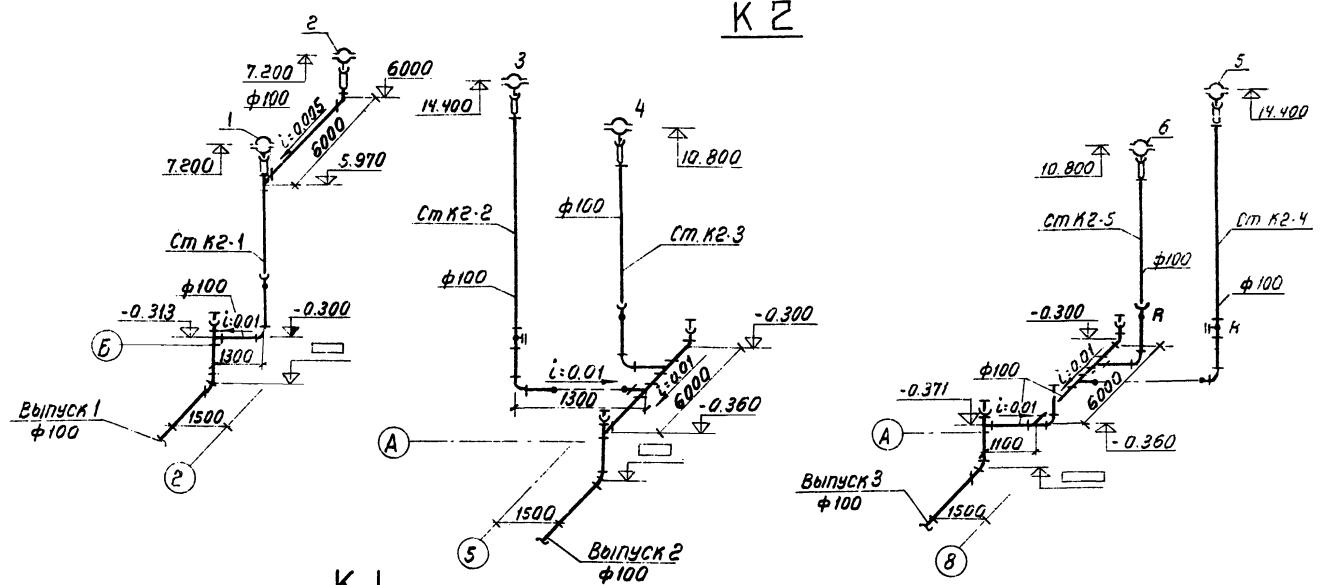 К 2
2
7.200
ф100
6000
i=0.005
6000
1
7.200
5.970
Ст К2-1
ф100
-0.313
i=0.01
-0.300
Б
1300
Выпуск 1
ф100
1500
2
3
14.400
4
10.800
Ст К2-2
ф100
Ст. К2-3
ф100
-0.300
i=0.01
1300
i=0.01
6000
-0.360
А
1500
5
Выпуск 2
ф100
5
14.400
6
10.800
Ст К2-5
Ст К2-4
ф100
ф100
-0.300
К
i=0.01
6000
ф100
-0.371
i=0.01
А
1100
-0.360
Выпуск 3
ф100
1500
8